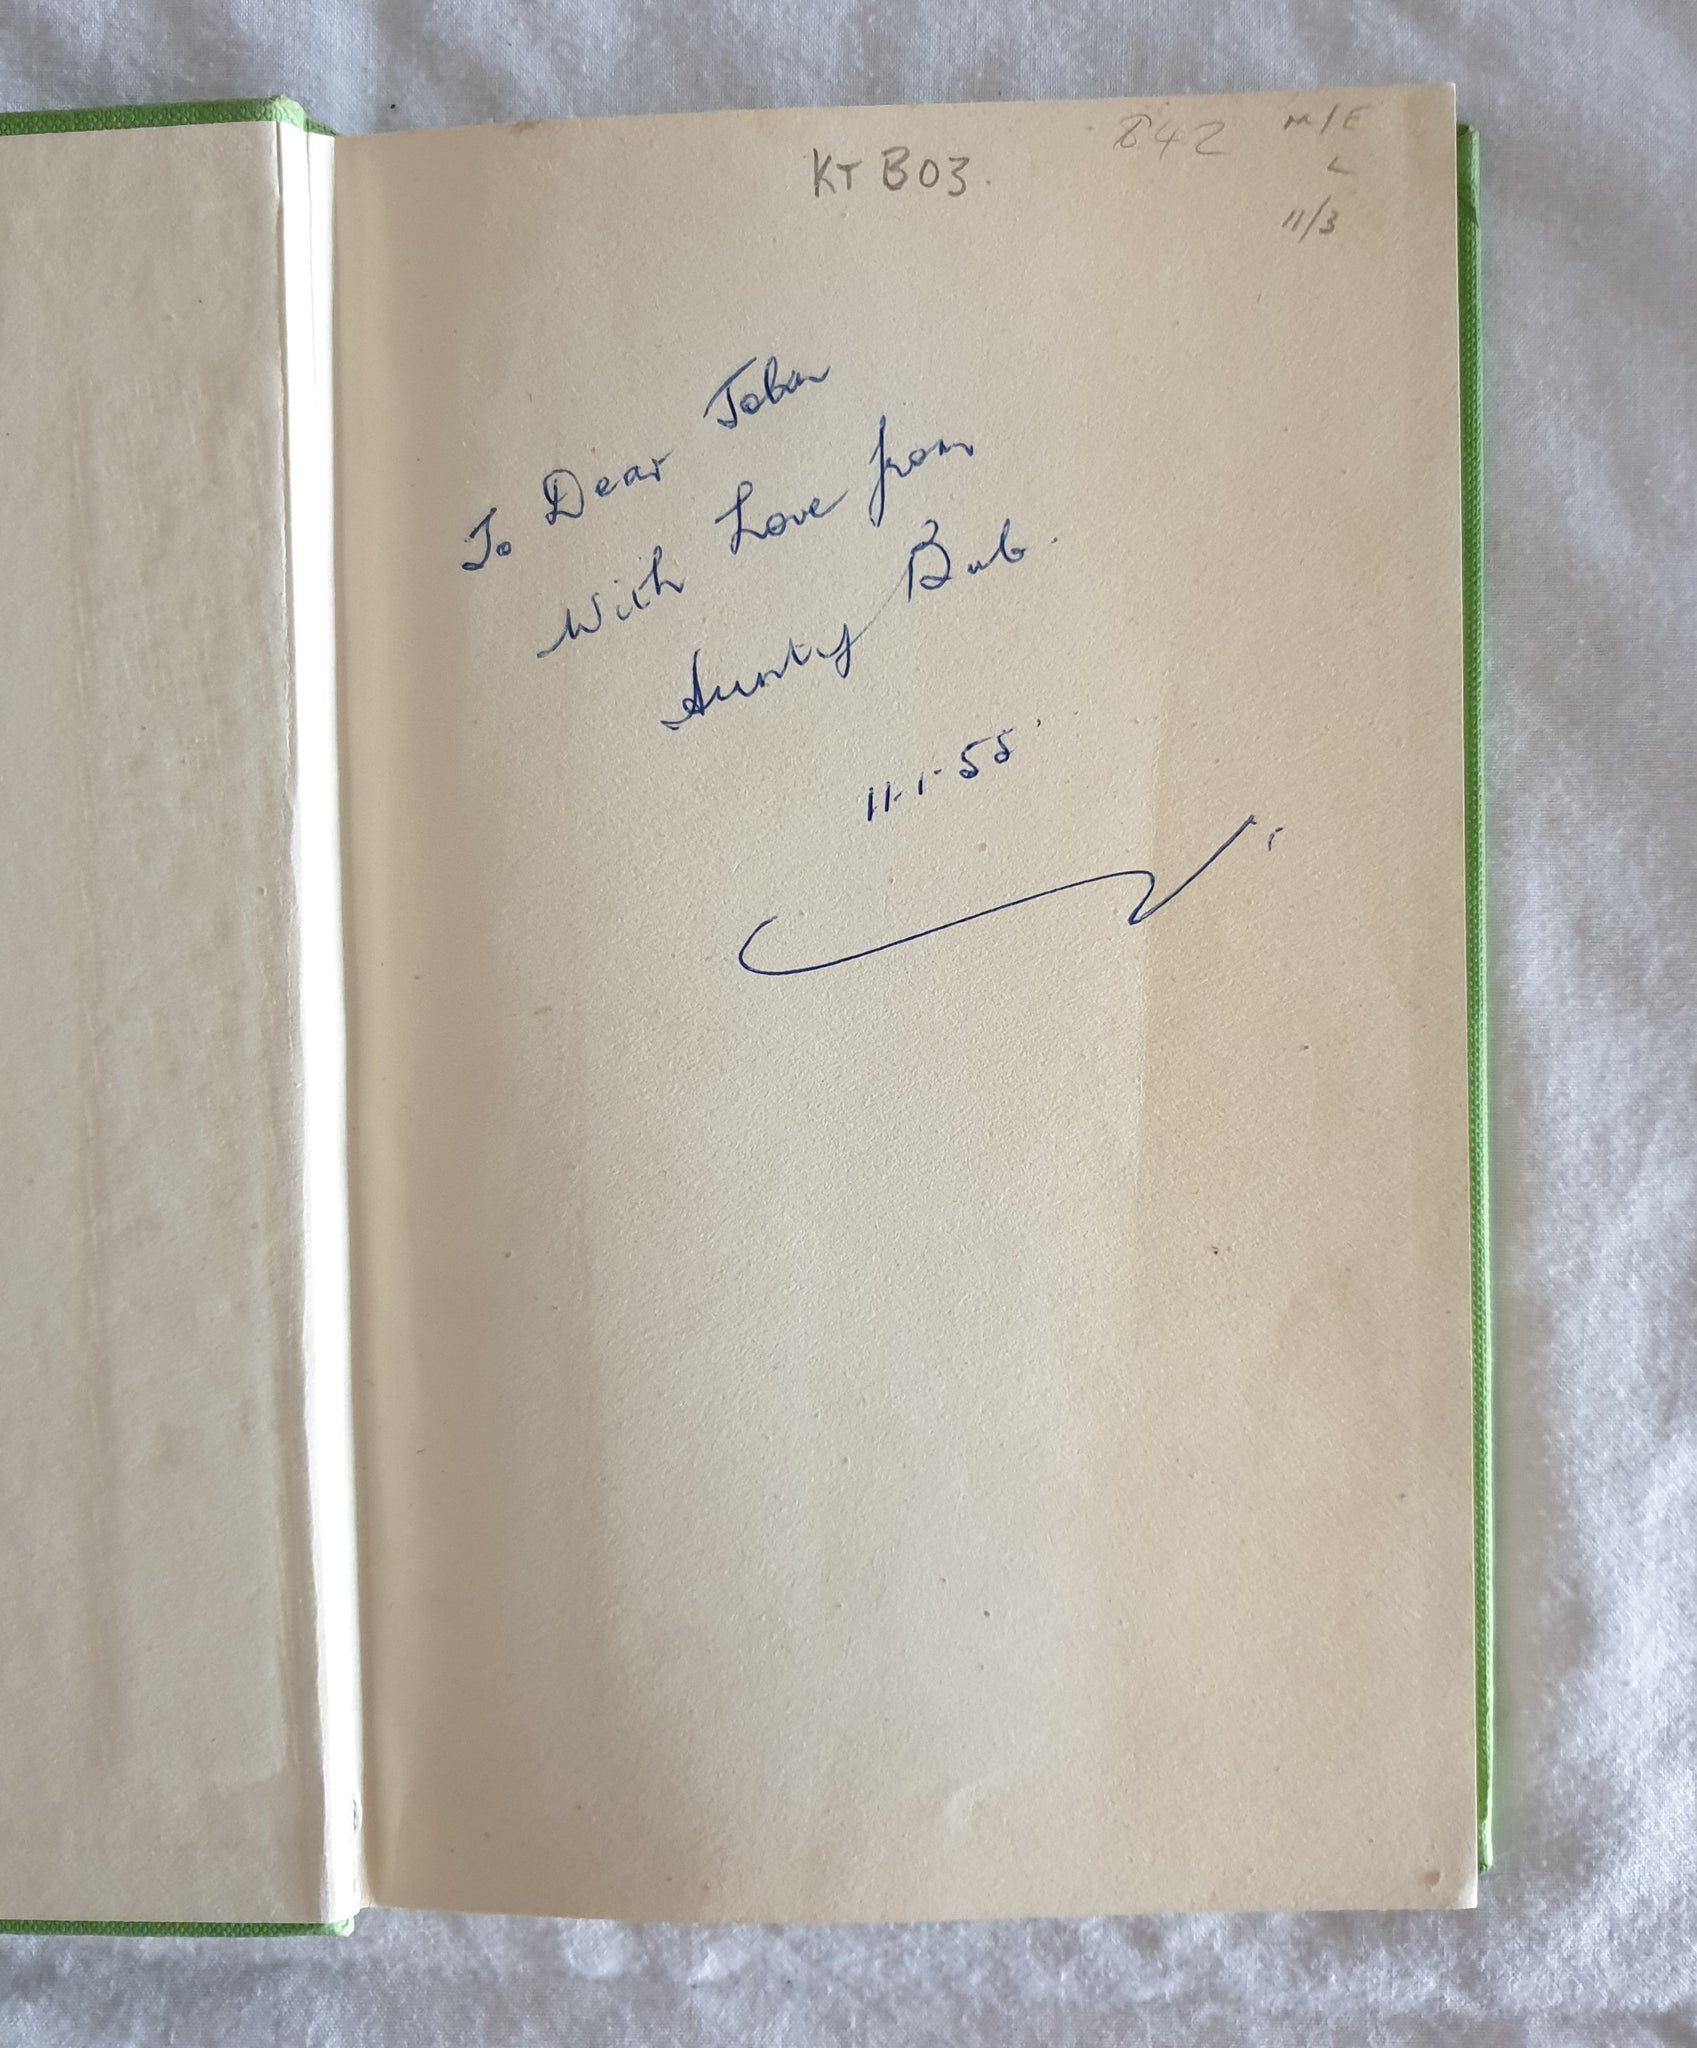 KT B03.
842
M/E
L
11/3
To Dear John
With Love from
Aunty Bub.
11-1-55